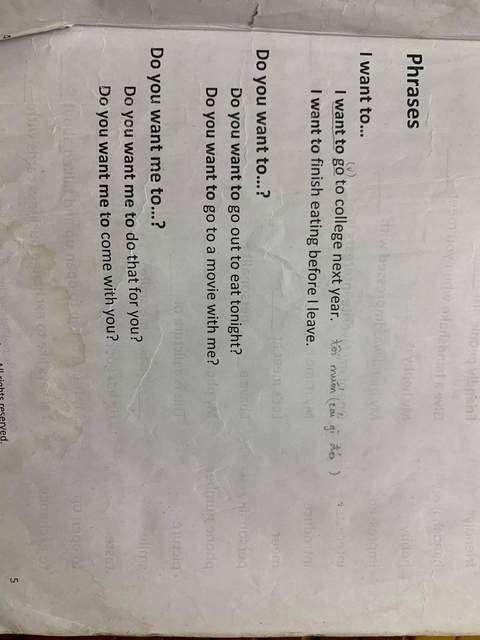 Phrases
I want to...
(v)
I want to go to college next year. tôi muốn (cái gì đó)
I want to finish eating before I leave.
Do you want to...?
Do you want to go out to eat tonight?
Do you want to go to a movie with me?
Do you want me to...?
Do you want me to do that for you?
Do you want me to come with you?
All rights reserved.
5